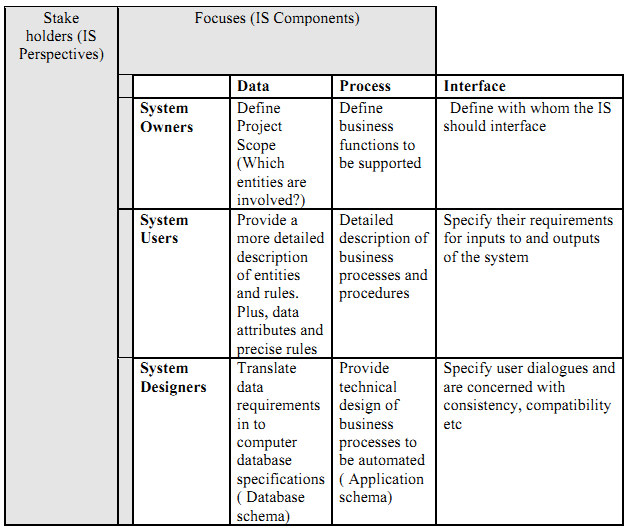 Stake
holders (IS
Perspectives)
Focuses (IS Components)
Data
Process
Interface
System
Owners
Define
Project
Scope
(Which
entities are
involved?)
Define
business
functions to
be supported
Define with whom the IS
should interface
System
Users
Provide a
more detailed
description
of entities
and rules.
Plus, data
attributes and
precise rules
Detailed
description of
business
processes and
procedures
Specify their requirements
for inputs to and outputs
of the system
System
Designers
Translate
data
requirements
in to
computer
database
specifications
( Database
schema)
Provide
technical
design of
business
processes to
be automated
( Application
schema)
Specify user dialogues and
are concerned with
consistency, compatibility
etc